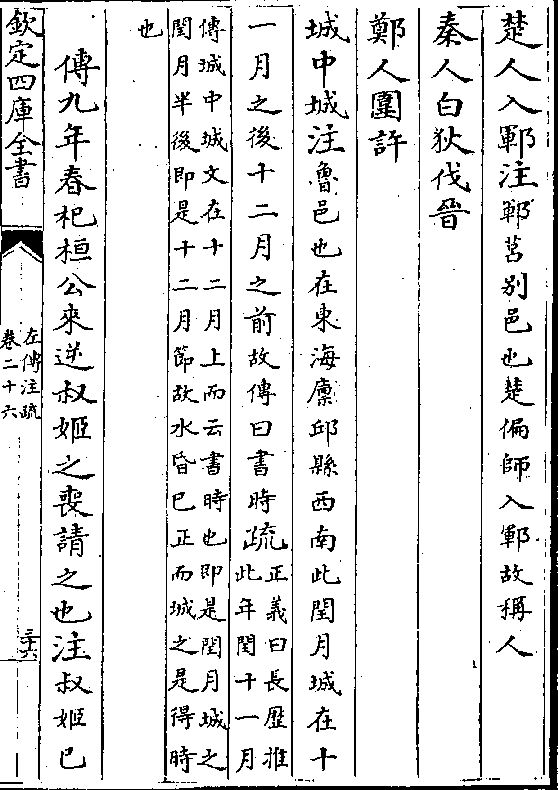 楚人入鄆注鄆莒别邑也楚偏師入鄆故稱人
秦人白狄伐晉
鄭人圍許
城中城注魯邑也在東海廪邱縣西南此閏月城在十
一月之後十二月之前故傳曰書時疏正義曰長歴推
此年閏十一月
傳城中城文在十二月上而云書時也即是閏月城之
閏月半後即是十二月節故水昏已正而城之是得時
也
傳九年春杞桓公來逆叔姬之喪請之也注叔姬已
欽定四庫全書
左傳注疏
卷二十六
三十六